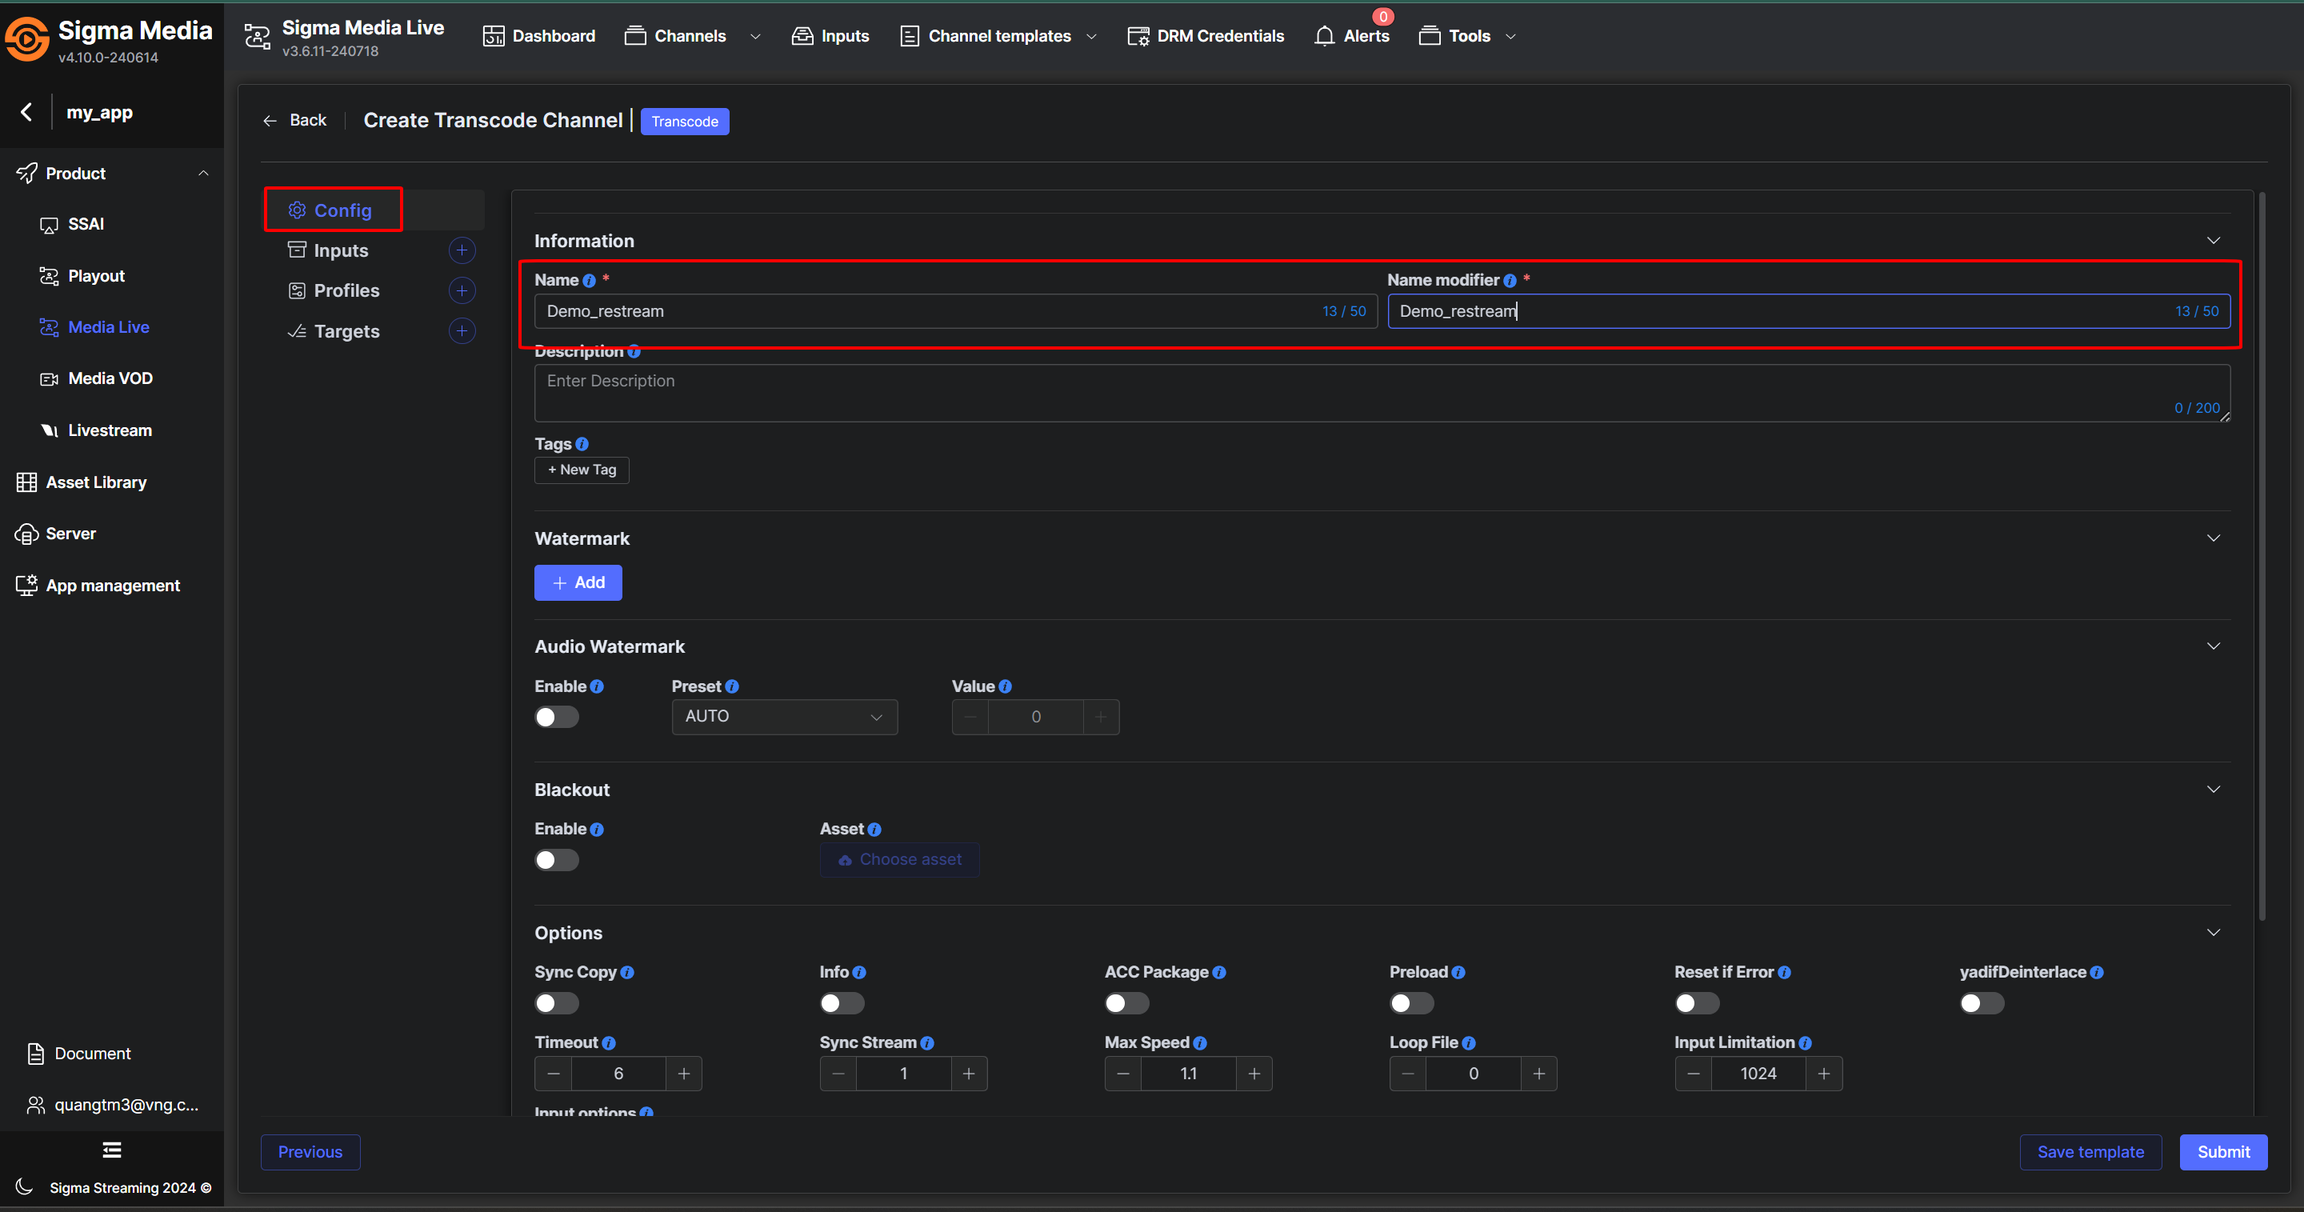 Sigma Media
v4.10.0-240614
Sigma Media Live
v3.6.11-240718
Dashboard
Channels
Inputs
Channel templates
DRM Credentials
0
Alerts
Tools
my_app
Product
SSAI
Playout
Media Live
Media VOD
Livestream
Asset Library
Server
App management
Document
quangtm3@vng.c...
Sigma Streaming 2024 ©
Back
Create Transcode Channel
Transcode
Config
Inputs
Profiles
Targets
Information
Name *
Name modifier *
Demo_restream 13 / 50
Demo_restream 13 / 50
Description
Enter Description
0 / 200
Tags
+ New Tag
Watermark
+ Add
Audio Watermark
Enable Preset Value
AUTO
− 0 +
Blackout
Enable Asset
Choose asset
Options
Sync Copy Info ACC Package Preload Reset if Error yadifDeinterlace
Timeout Sync Stream Max Speed Loop File Input Limitation
− 6 + − 1 + − 1.1 + − 0 + − 1024 +
Input options
Previous
Save template
Submit